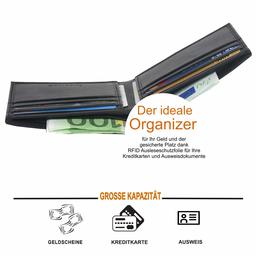 Der ideale
Organizer
für Ihr Geld und der
gesicherte Platz dank
RFID Ausleseschutzfolie für Ihre
Kreditkarten und Ausweisdokumente
GROSSE KAPAZITÄT
GELDSCHEINE
KREDITKARTE
AUSWEIS